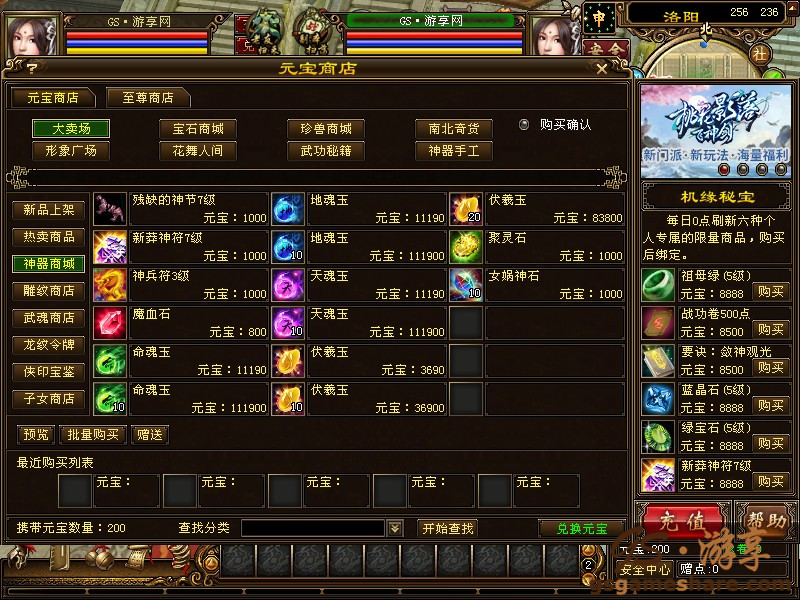 GS·游享网
GS·游享网
洛阳 256 236
北
申
安全
社
?
元宝商店
元宝商店 至尊商店
大卖场 宝石商城 珍兽商城 南北奇货 购买确认
形象广场 花舞人间 武功秘籍 神器手工
新品上架
热卖商品
神器商城
雕纹商店
武魂商店
龙纹令牌
侠印宝鉴
子女商店
残缺的神节7级
元宝：1000
地魂玉
元宝：11190
伏羲玉
20
元宝：83800
新莽神符7级
元宝：1000
地魂玉
10
元宝：111900
聚灵石
元宝：1000
神兵符3级
元宝：1000
天魂玉
元宝：11190
女娲神石
10
元宝：1000
魔血石
元宝：800
天魂玉
10
元宝：111900
命魂玉
元宝：11190
伏羲玉
元宝：3690
命魂玉
10
元宝：111900
伏羲玉
10
元宝：36900
预览 批量购买 赠送
最近购买列表
元宝： 元宝： 元宝： 元宝： 元宝：
携带元宝数量：200 查找分类 开始查找 兑换元宝
新门派·新玩法·海量福利
机缘秘宝
每日0点刷新六种个
人专属的限量商品，购买
后绑定。
祖母绿(5级)
元宝：8888 购买
战功卷500点
元宝：8500 购买
要诀：敛神观光
元宝：8500 购买
蓝晶石(5级)
元宝：8888 购买
绿宝石(5级)
元宝：8888 购买
新莽神符7级
元宝：8888 购买
充值 帮助
元宝:200
安全中心 赠点:0
2
游享
gsgameshare.com